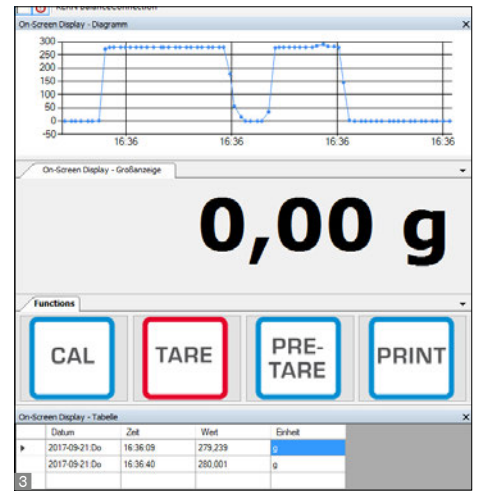 KERN BalanceConnection
On-Screen Display - Diagramm
300
250
200
150
100
50
0
-50
16:36 16:36 16:36 16:36
On-Screen Display - Großanzeige
0,00 g
Functions
CAL
TARE
PRE-
TARE
PRINT
On-Screen Display - Tabelle
Datum Zeit Wert Einheit
2017-09-21:Do 16:36:09 279,239 g
2017-09-21:Do 16:36:40 280,001 g
3